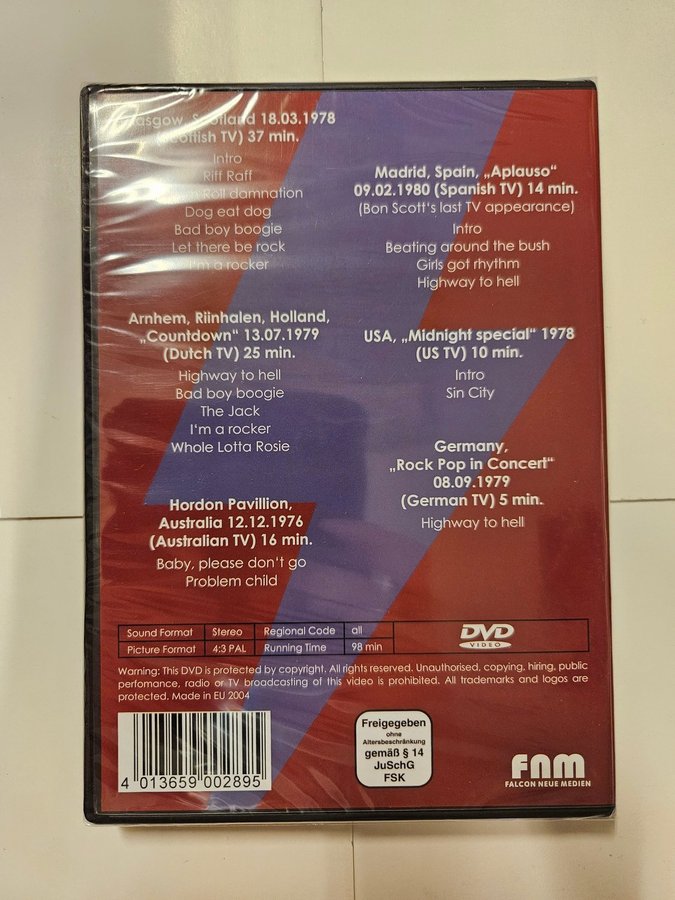 Glasgow, Scotland 18.03.1978
(Scottish TV) 37 min.
Intro
Riff Raff
Roll damnation
Dog eat dog
Bad boy boogie
Let there be rock
I'm a rocker
Arnhem, Riinhalen, Holland,
„Countdown“ 13.07.1979
(Dutch TV) 25 min.
Highway to hell
Bad boy boogie
The Jack
I'm a rocker
Whole Lotta Rosie
Hordon Pavillion,
Australia 12.12.1976
(Australian TV) 16 min.
Baby, please don't go
Problem child
Madrid, Spain, „Aplauso“
09.02.1980 (Spanish TV) 14 min.
(Bon Scott's last TV appearance)
Intro
Beating around the bush
Girls got rhythm
Highway to hell
USA, „Midnight special“ 1978
(US TV) 10 min.
Intro
Sin City
Germany,
„Rock Pop in Concert“
08.09.1979
(German TV) 5 min.
Highway to hell
Sound Format Stereo Regional Code all
Picture Format 4:3 PAL Running Time 98 min
DVD
VIDEO
Warning: This DVD is protected by copyright. All rights reserved. Unauthorised, copying, hiring, public
perfomance, radio or TV broadcasting of this video is prohibited. All trademarks and logos are
protected. Made in EU 2004
4 013659 002895
Freigegeben
ohne
Altersbeschränkung
gemäß § 14
JuSchG
FSK
FNM
FALCON NEUE MEDIEN